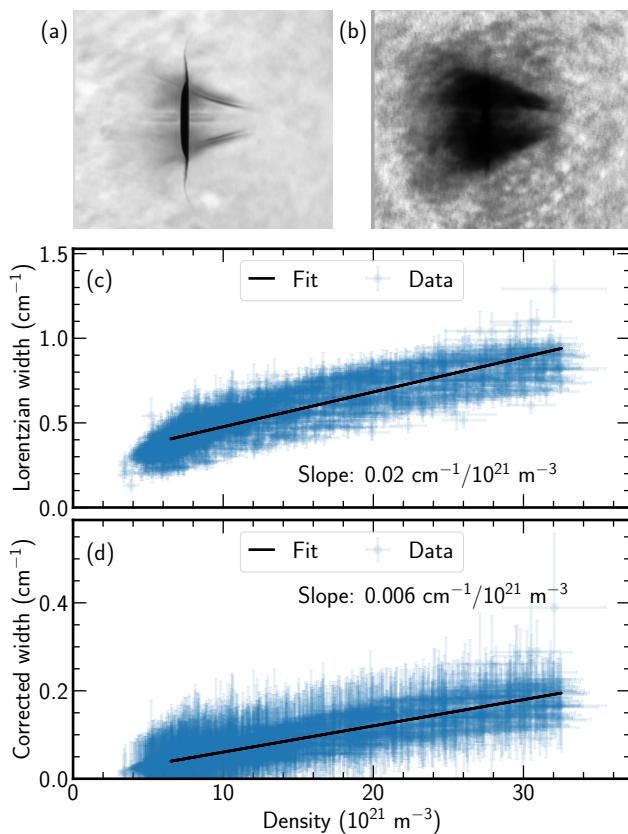 (a)
(b)
1.5
(c)
Fit
Data
1.0
0.5
0.0
Lorentzian width (cm⁻¹)
Slope: 0.02 cm⁻¹/10²¹ m⁻³
(d)
Fit
Data
Slope: 0.006 cm⁻¹/10²¹ m⁻³
0.4
0.2
0.0
Corrected width (cm⁻¹)
0 10 20 30
Density (10²¹ m⁻³)